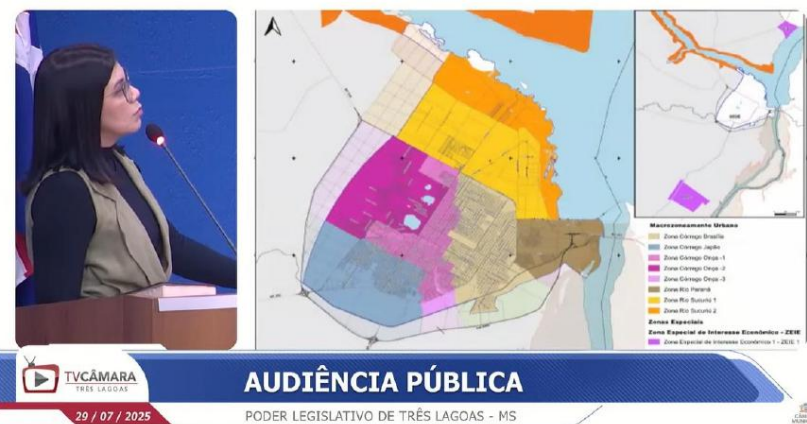 Macrozoneamento Urbano
Zona Córrego Brasília
Zona Córrego Japão
Zona Córrego Onça -1
Zona Córrego Onça -2
Zona Córrego Onça -3
Zona Rio Paraná
Zona Rio Sucuriú 1
Zona Rio Sucuriú 2
Zonas Especiais
Zona Especial de Interesse Econômico - ZEIE
Zona Especial de Interesse Econômico 1 - ZEIE 1
TVCÂMARA
TRÊS LAGOAS
AUDIÊNCIA PÚBLICA
29 / 07 / 2025
PODER LEGISLATIVO DE TRÊS LAGOAS - MS